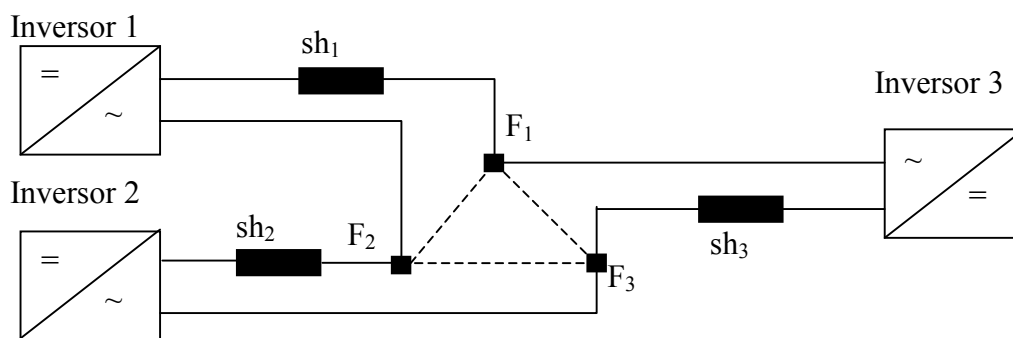 Inversor 1
=
~
sh₁
F₁
Inversor 3
~
=
Inversor 2
=
~
sh₂
F₂
F₃
sh₃